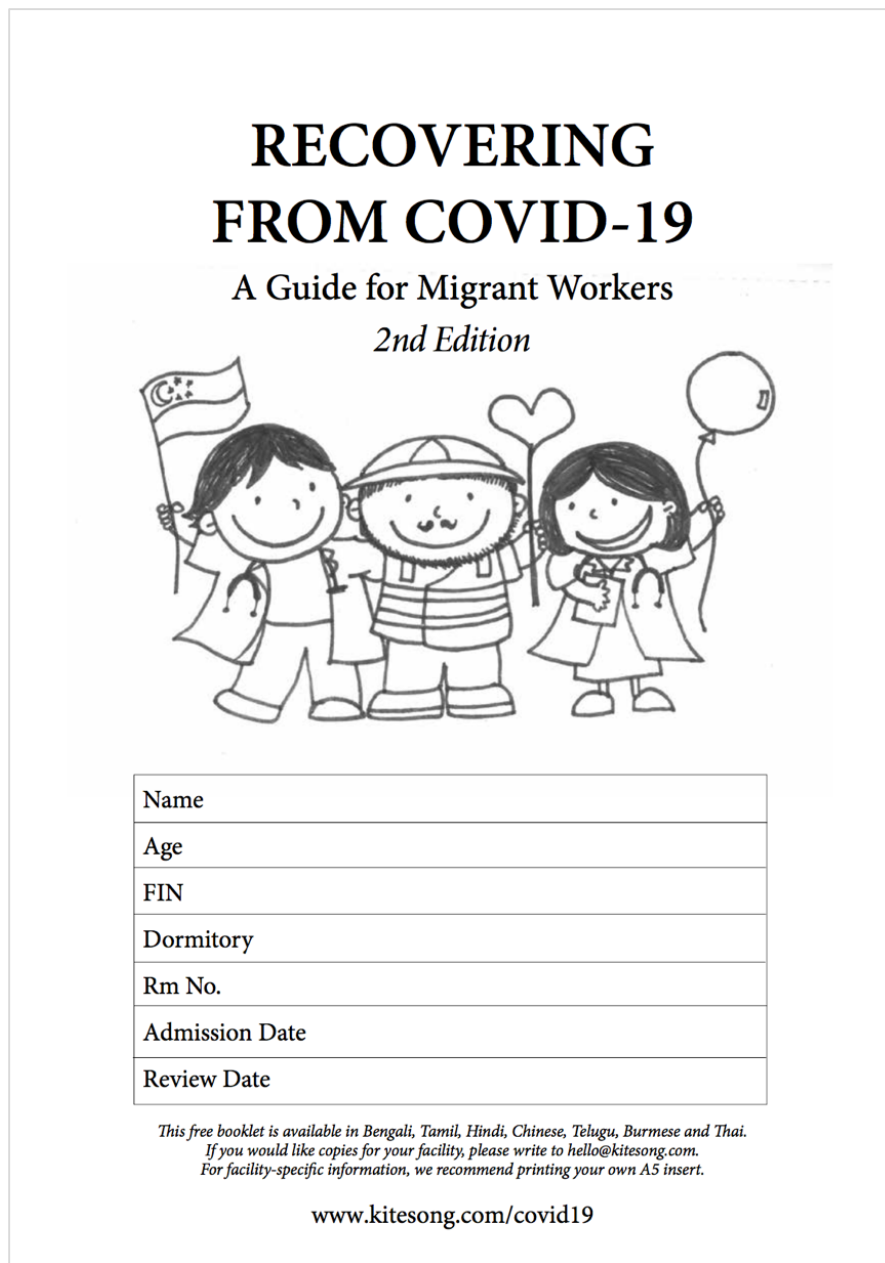 RECOVERING
FROM COVID-19
A Guide for Migrant Workers
2nd Edition
Name
Age
FIN
Dormitory
Rm No.
Admission Date
Review Date
This free booklet is available in Bengali, Tamil, Hindi, Chinese, Telugu, Burmese and Thai.
If you would like copies for your facility, please write to hello@kitesong.com.
For facility-specific information, we recommend printing your own A5 insert.
www.kitesong.com/covid19